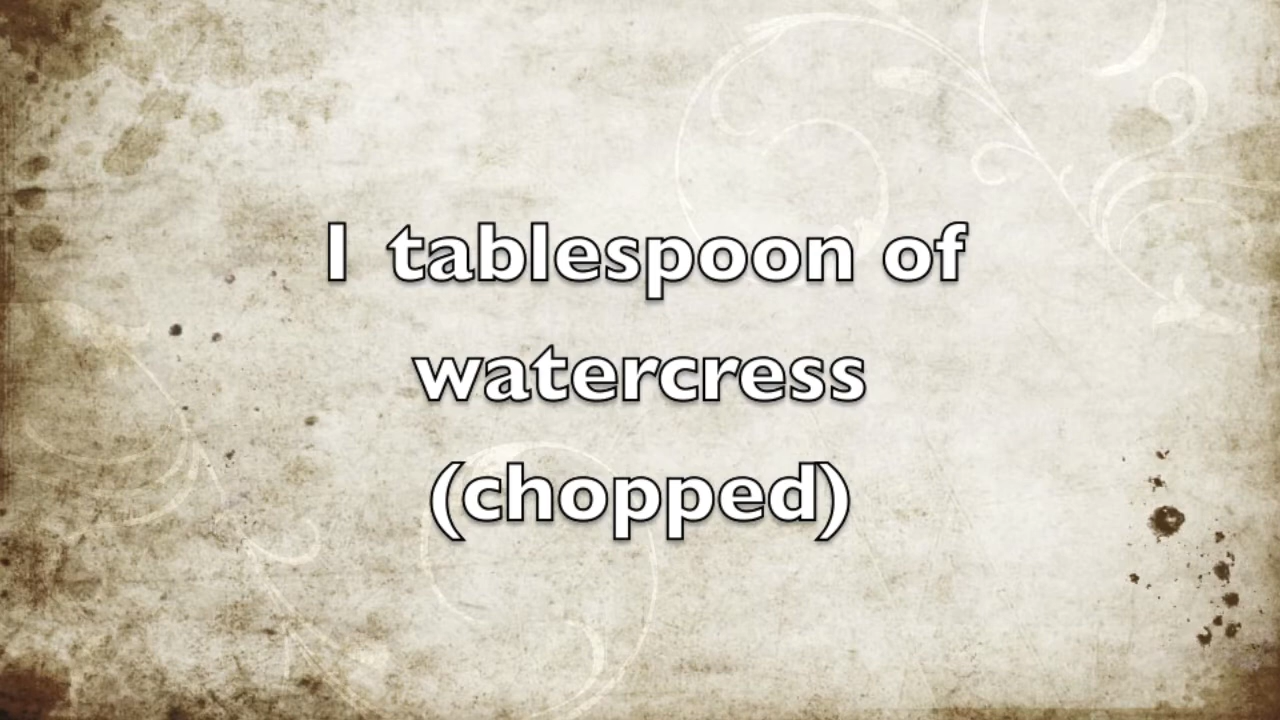 1 tablespoon of
watercress
(chopped)